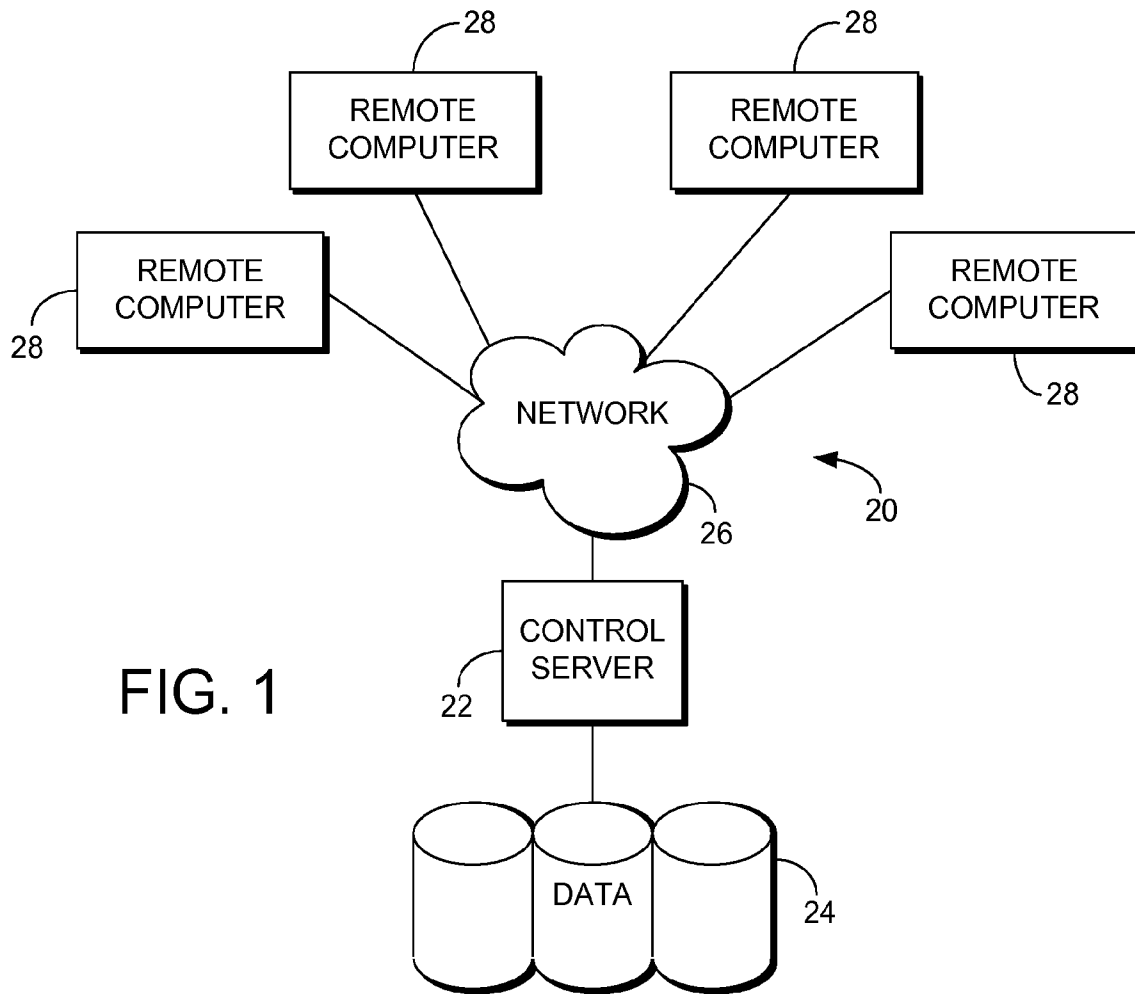 28
28
REMOTE
COMPUTER
REMOTE
COMPUTER
REMOTE
COMPUTER
REMOTE
COMPUTER
28
28
NETWORK
26
20
CONTROL
SERVER
22
FIG. 1
DATA
24